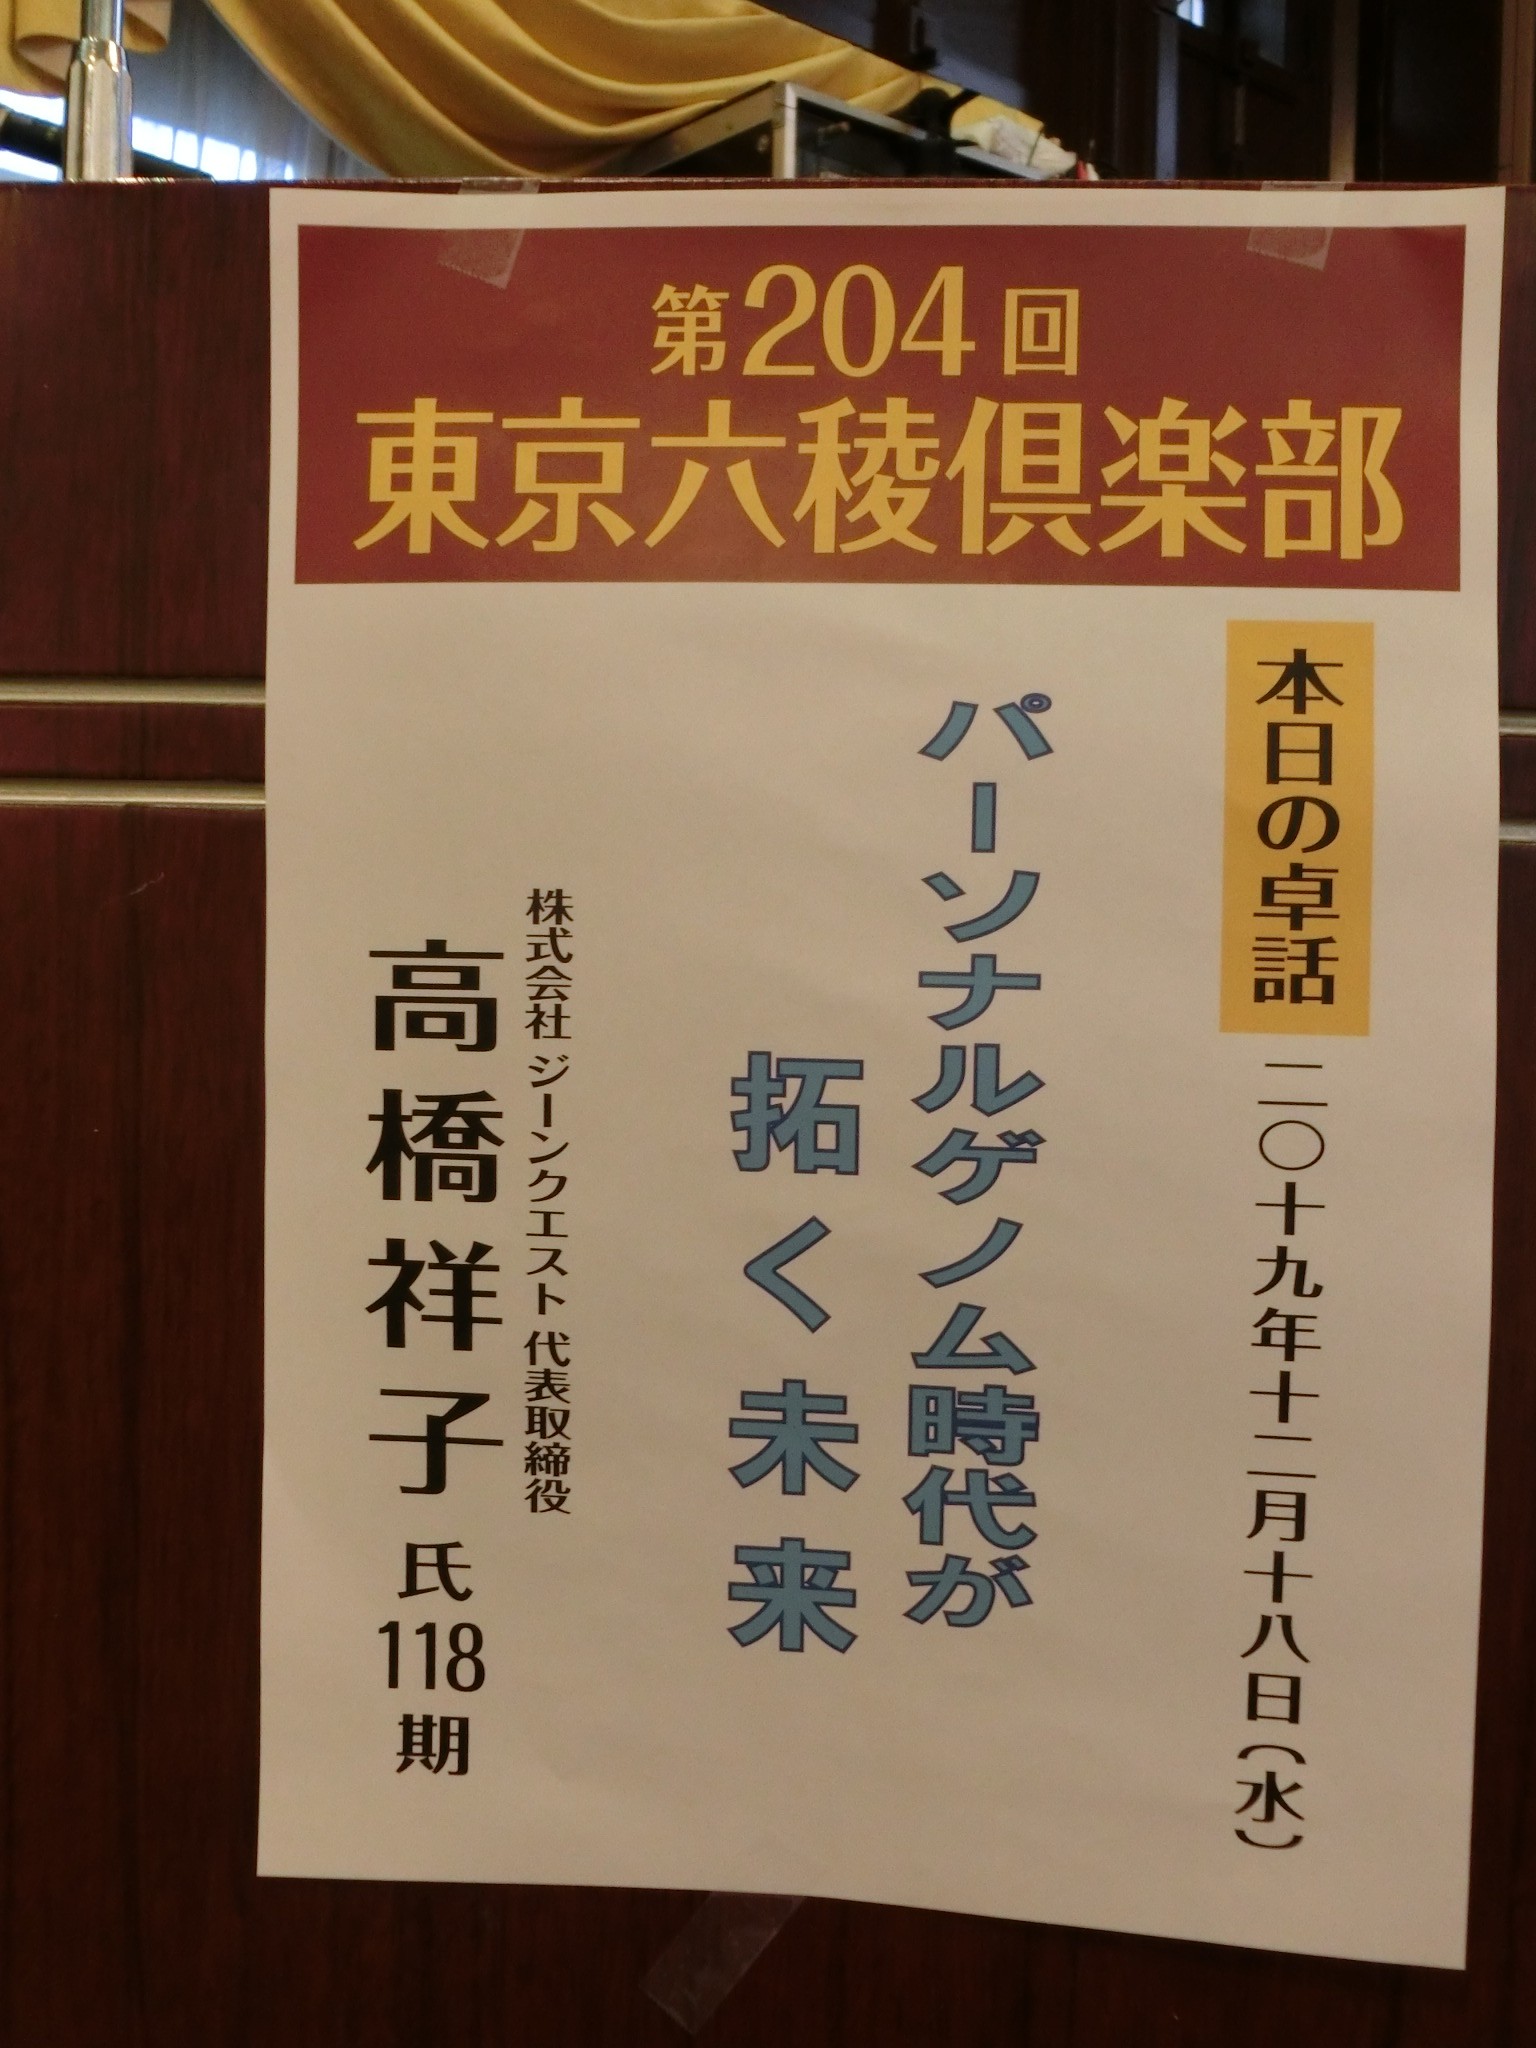 第204回
東京六稜倶楽部
本日の卓話 二〇十九年十二月十八日(水)
パーソナルゲノム時代が
拓く未来
株式会社 ジーンクエスト 代表取締役
高橋祥子 氏 118期